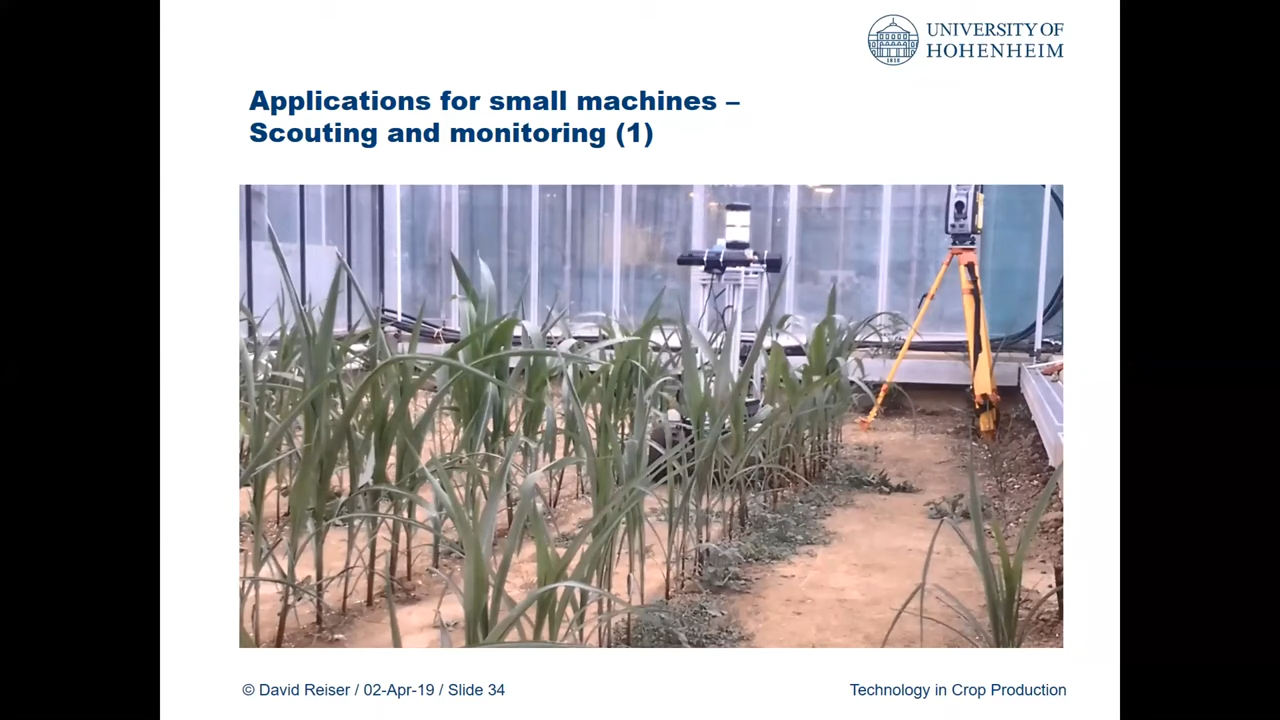 UNIVERSITY OF
HOHENHEIM
1818
Applications for small machines –
Scouting and monitoring (1)
© David Reiser / 02-Apr-19 / Slide 34
Technology in Crop Production